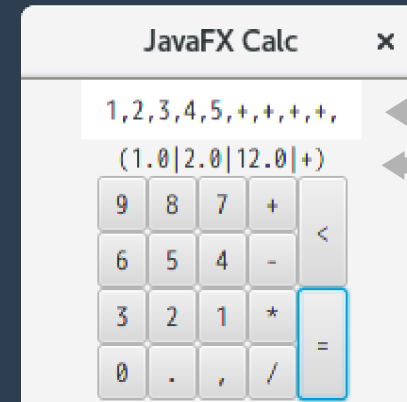 JavaFX Calc ×
1,2,3,4,5,+,+,+,+,
(1.0|2.0|12.0|+)
9 8 7 + <
6 5 4 -
3 2 1 * =
0 . , /